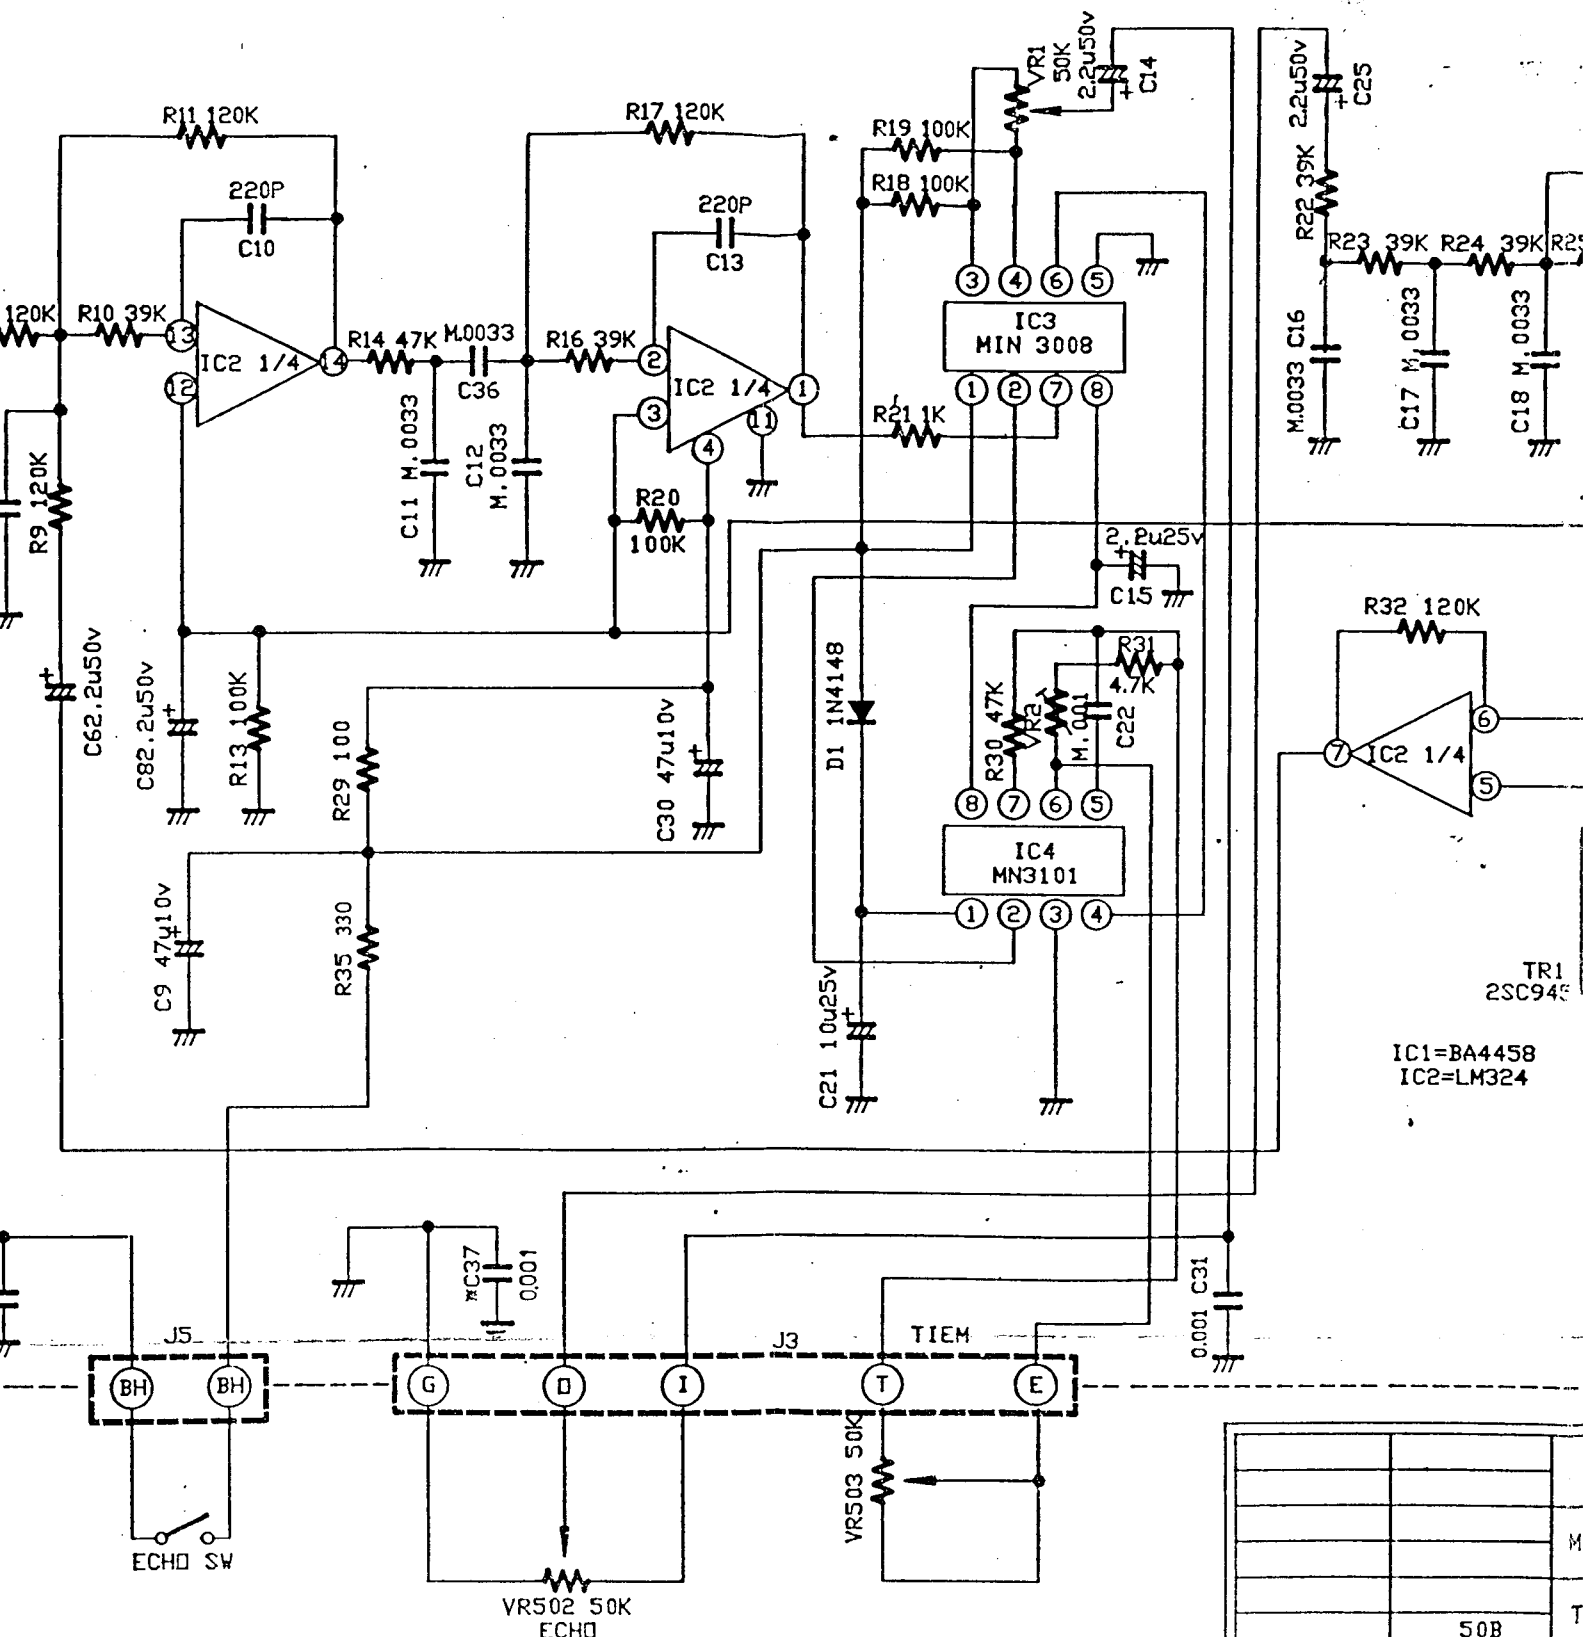 R11 120K
220P
C10
120K
R10 39K
13
12
IC2 1/4
14
R9 120K
R14 47K
M.0033
C36
C11 M.0033
C12
M.0033
R17 120K
220P
C13
R16 39K
2
3
IC2 1/4
1
11
4
R20
100K
R19 100K
R18 100K
R21 1K
VR1
50K
2.2u50v
C14
+
3
4
6
5
IC3
MIN 3008
1
2
7
8
2.2u25v
+
C15
2.2u50v
C25
+
R22 39K
R23 39K
R24 39K
M.0033 C16
C17 M.0033
C18 M.0033
R32 120K
7
IC2 1/4
6
5
+
C62.2u50v
C82.2u50v
+
R13 100K
R29 100
C30 47u10v
+
D1 1N4148
R30 47K
VR2
M.001
C22
R31
4.7K
8
7
6
5
IC4
MN3101
1
2
3
4
C9 47u10v
+
R35 330
C21 10u25v
+
TR1
IC1=BA4458
IC2=LM324
C37
0.001
0.001 C31
J5
J3
TIEM
BH
BH
G
O
I
T
E
ECHO SW
VR503 50K
VR502 50K
ECHO
50B